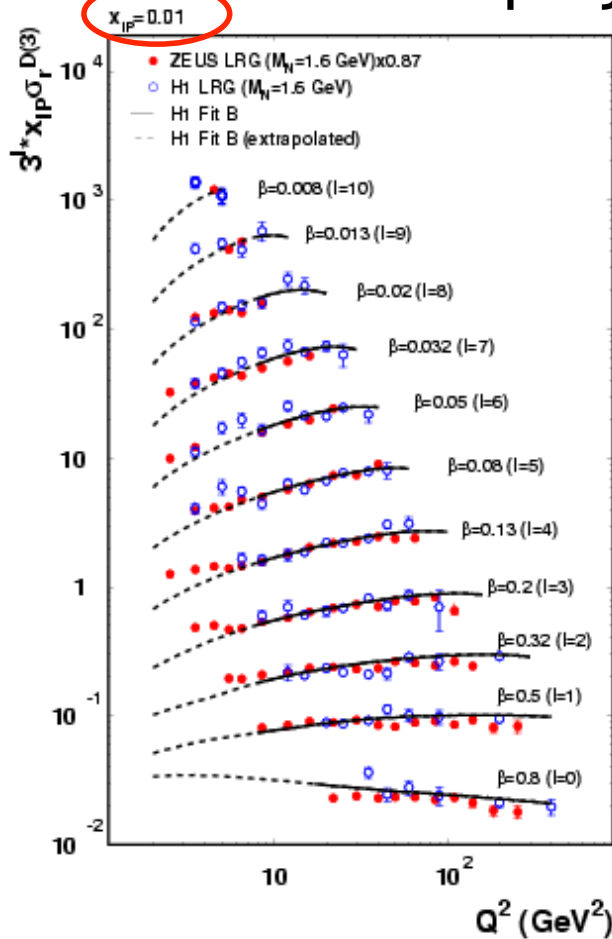 x_IP=0.01
3^l*x_IP σ_r^D(3)
ZEUS LRG (M_N=1.6 GeV)x0.87
H1 LRG (M_N=1.6 GeV)
H1 Fit B
H1 Fit B (extrapolated)
10^4
10^3
10^2
10
1
10^-1
10^-2
β=0.008 (l=10)
β=0.013 (l=9)
β=0.02 (l=8)
β=0.032 (l=7)
β=0.05 (l=6)
β=0.08 (l=5)
β=0.13 (l=4)
β=0.2 (l=3)
β=0.32 (l=2)
β=0.5 (l=1)
β=0.8 (l=0)
10
10^2
Q^2 (GeV^2)